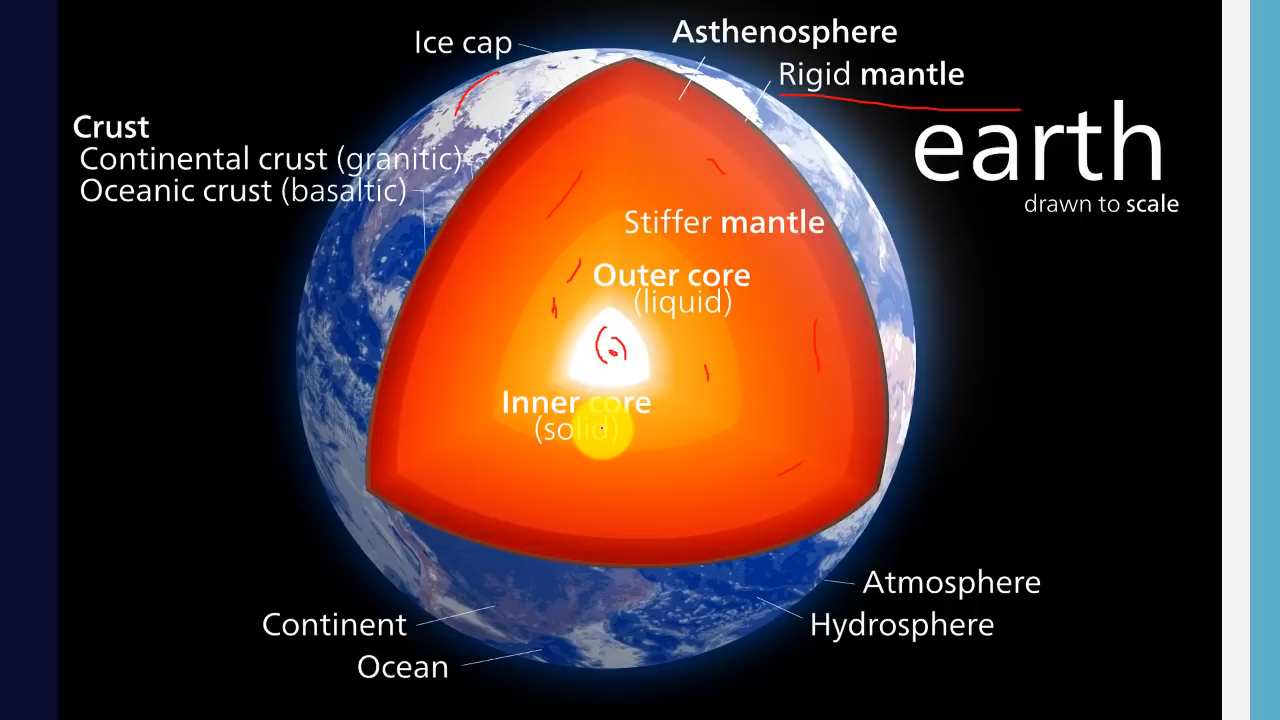 Ice cap
Asthenosphere
Rigid mantle
earth
drawn to scale
Crust
Continental crust (granitic)
Oceanic crust (basaltic)
Stiffer mantle
Outer core
(liquid)
Inner core
(solid)
Atmosphere
Hydrosphere
Continent
Ocean